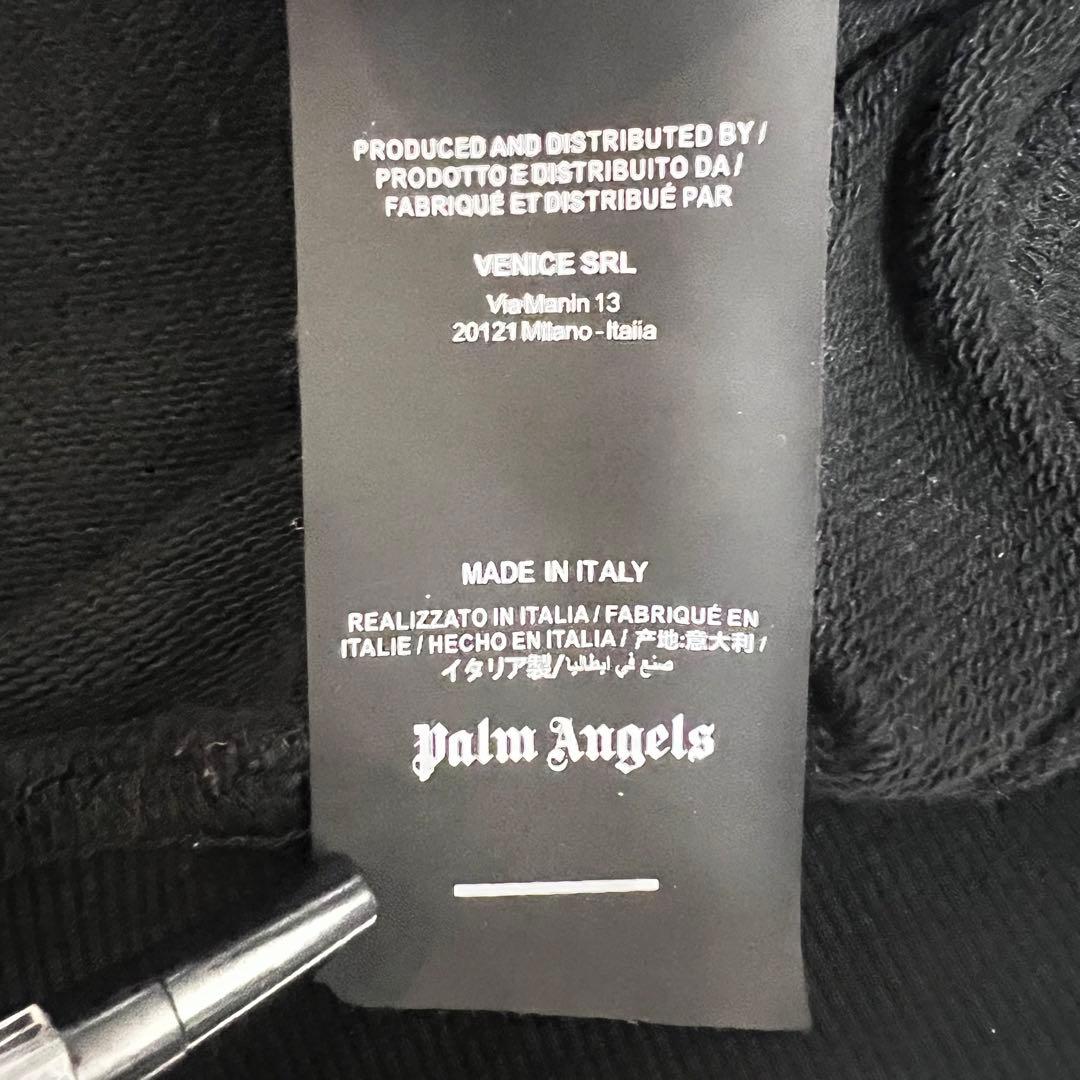 PRODUCED AND DISTRIBUTED BY /
PRODOTTO E DISTRIBUITO DA /
FABRIQUÉ ET DISTRIBUÉ PAR
VENICE SRL
Via Manin 13
20121 Milano - Italia
MADE IN ITALY
REALIZZATO IN ITALIA / FABRIQUÉ EN
ITALIE / HECHO EN ITALIA / 产地:意大利 /
イタリア製/ صنع في ايطاليا
Palm Angels